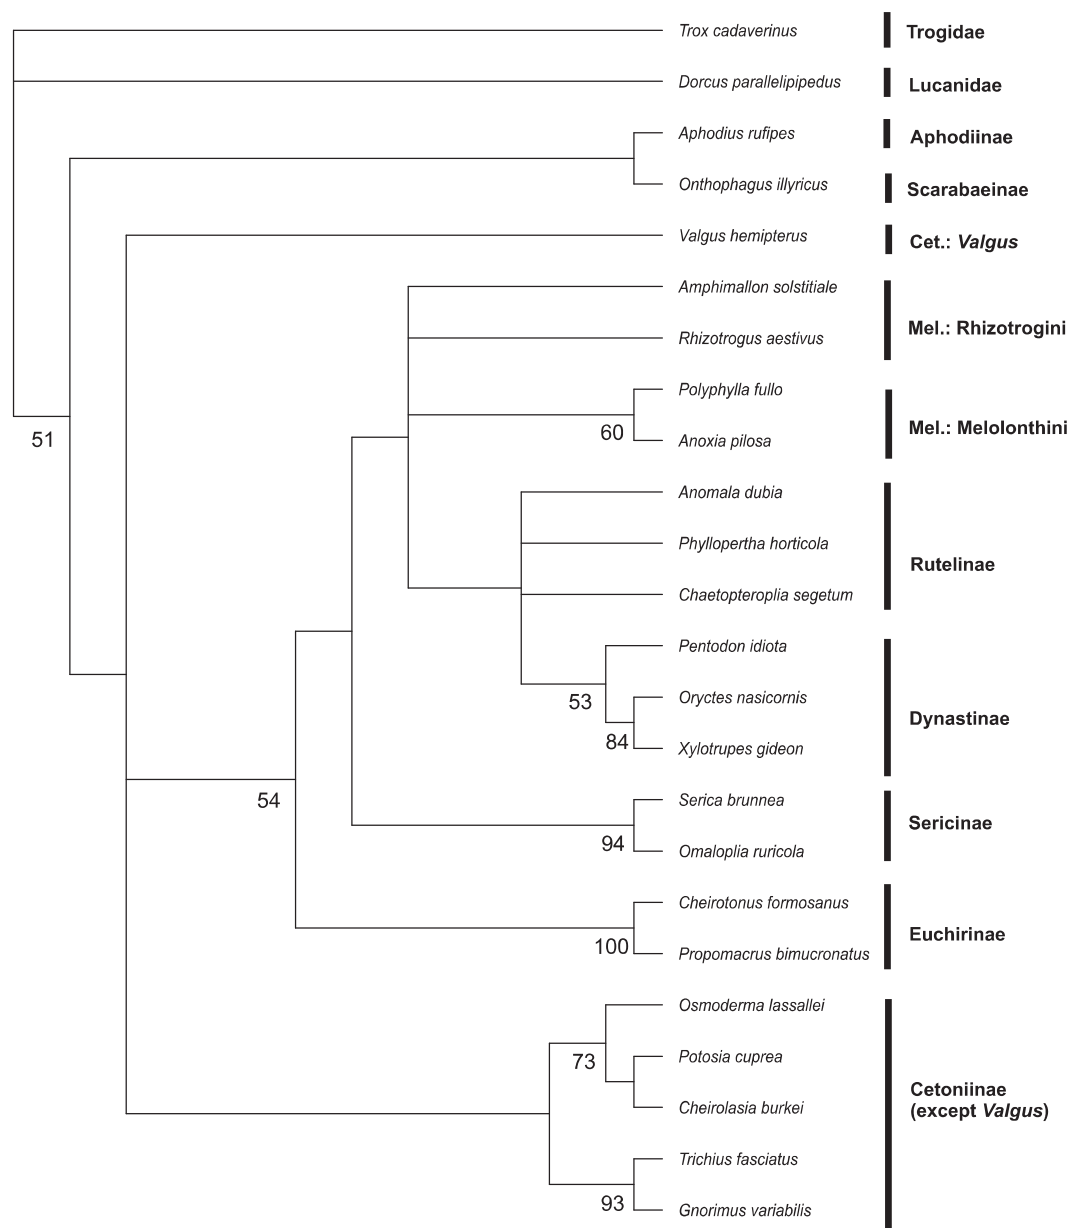 Trox cadaverinus
Trogidae
Dorcus parallelipipedus
Lucanidae
Aphodius rufipes
Aphodiinae
Onthophagus illyricus
Scarabaeinae
Valgus hemipterus
Cet.: Valgus
Amphimallon solstitiale
Mel.: Rhizotrogini
Rhizotrogus aestivus
Polyphylla fullo
Mel.: Melolonthini
60
51
Anoxia pilosa
Anomala dubia
Phyllopertha horticola
Rutelinae
Chaetopteroplia segetum
Pentodon idiota
53
Oryctes nasicornis
Dynastinae
84
Xylotrupes gideon
54
Serica brunnea
Sericinae
94
Omaloplia ruricola
Cheirotonus formosanus
Euchirinae
100
Propomacrus bimucronatus
Osmoderma lassallei
73
Potosia cuprea
Cetoniinae
(except Valgus)
Cheirolasia burkei
Trichius fasciatus
93
Gnorimus variabilis